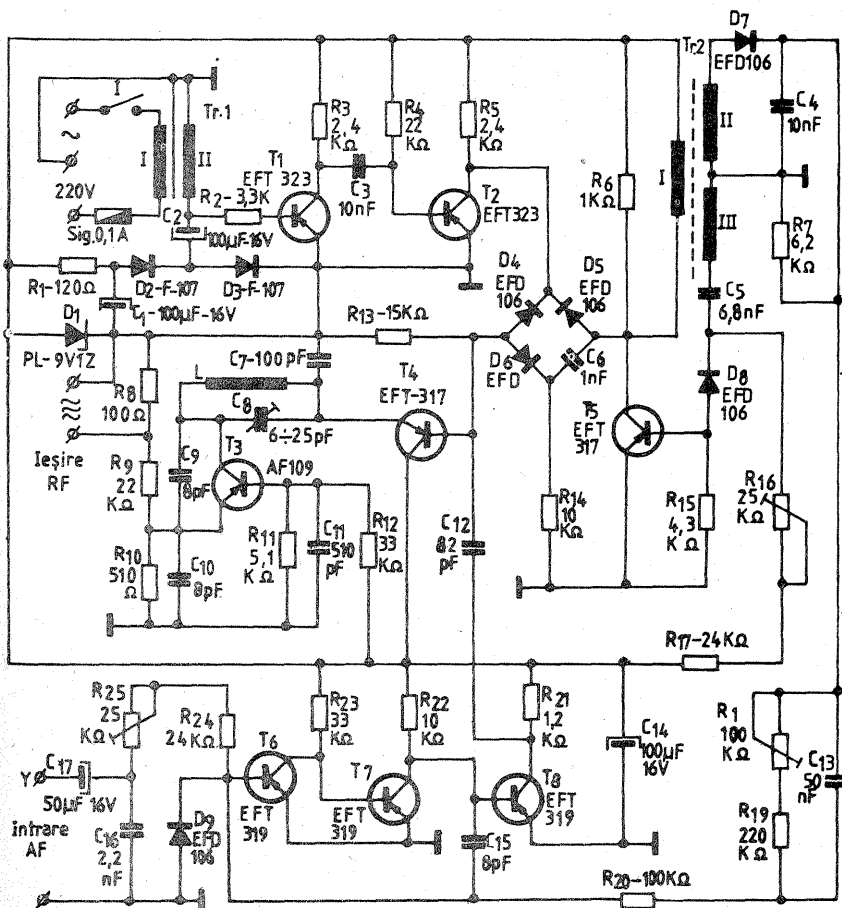 D7
EFD106
Tr.2
I
Tr.1
I
II
~
220V
Sig.0,1A
R3
2,4
KΩ
R4
22
KΩ
R5
2,4
KΩ
T1
EFT 323
R2-3,3K
C2
100µF-16V
C3
10nF
T2
EFT323
R6
1KΩ
I
II
III
C4
10nF
R7
6,2
KΩ
C5
6,8nF
R1-120Ω
D2-F-107
D3-F-107
C1-100µF-16V
D1
PL-9V1Z
R13-15KΩ
D4
EFD
106
D5
EFD
106
D6
EFD
C6
1nF
D8
EFD
106
C7-100pF
L
C8
6÷25pF
T4
EFT-317
T5
EFT
317
R8
100Ω
Ieșire
RF
R9
22
KΩ
C9
8pF
T3
AF109
R10
510
Ω
C10
8pF
R11
5,1
KΩ
C11
510
pF
R12
33
KΩ
C12
82
pF
R14
10
KΩ
R15
4,3
KΩ
R16
25
KΩ
R17-24KΩ
R25
25
KΩ
R24
24KΩ
R23
33
KΩ
R22
10
KΩ
R21
1,2
KΩ
C14
100µF
16V
R1
100
KΩ
C13
50
nF
Y
C17
50µF 16V
intrare
AF
C16
2,2
nF
D9
EFD
106
T6
EFT
319
T7
EFT
319
T8
EFT
319
C15
8pF
R19
220
KΩ
R20-100KΩ